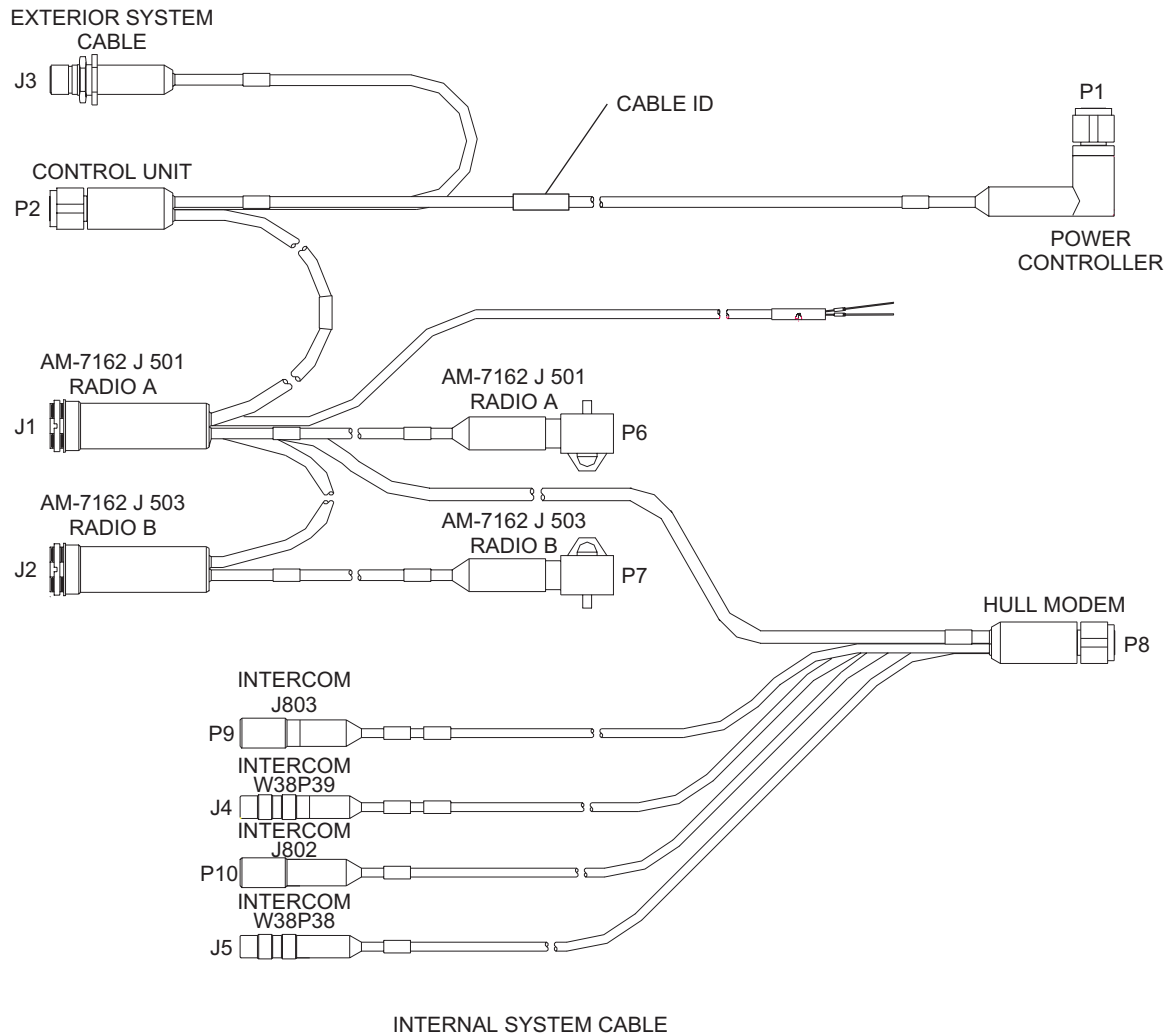 EXTERIOR SYSTEM
CABLE
J3
CABLE ID
P1
CONTROL UNIT
P2
POWER
CONTROLLER
AM-7162 J 501
RADIO A
J1
AM-7162 J 501
RADIO A
P6
AM-7162 J 503
RADIO B
J2
AM-7162 J 503
RADIO B
P7
HULL MODEM
P8
INTERCOM
J803
P9
INTERCOM
W38P39
J4
INTERCOM
J802
P10
INTERCOM
W38P38
J5
INTERNAL SYSTEM CABLE